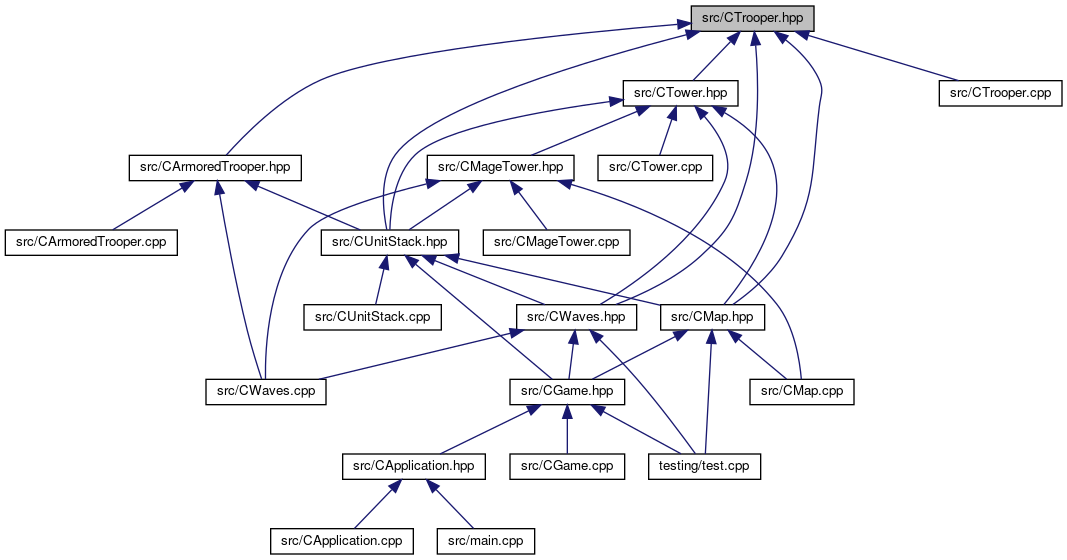 src/CTrooper.hpp
src/CTower.hpp
src/CTrooper.cpp
src/CArmoredTrooper.hpp
src/CMageTower.hpp
src/CTower.cpp
src/CArmoredTrooper.cpp
src/CUnitStack.hpp
src/CMageTower.cpp
src/CUnitStack.cpp
src/CWaves.hpp
src/CMap.hpp
src/CWaves.cpp
src/CGame.hpp
src/CMap.cpp
src/CApplication.hpp
src/CGame.cpp
testing/test.cpp
src/CApplication.cpp
src/main.cpp